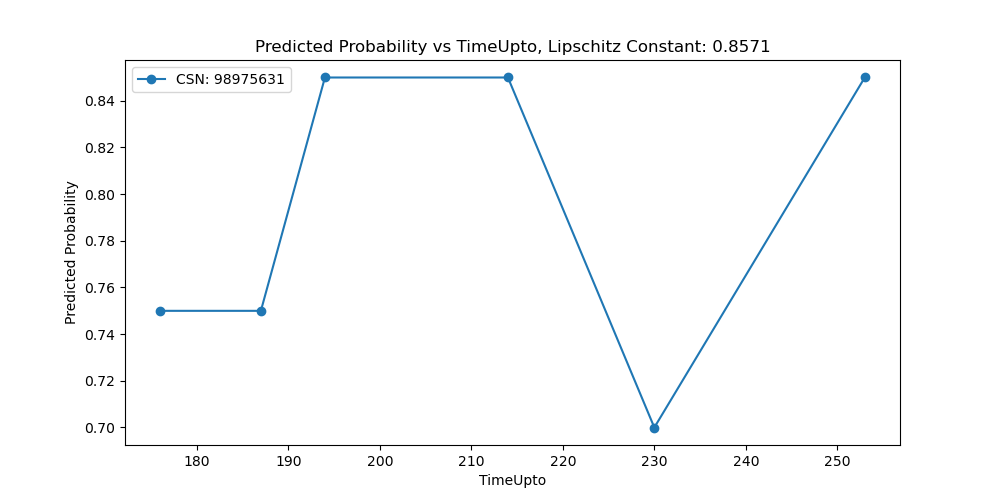 Predicted Probability vs TimeUpto, Lipschitz Constant: 0.8571
CSN: 98975631
Predicted Probability
0.84
0.82
0.80
0.78
0.76
0.74
0.72
0.70
180 190 200 210 220 230 240 250
TimeUpto